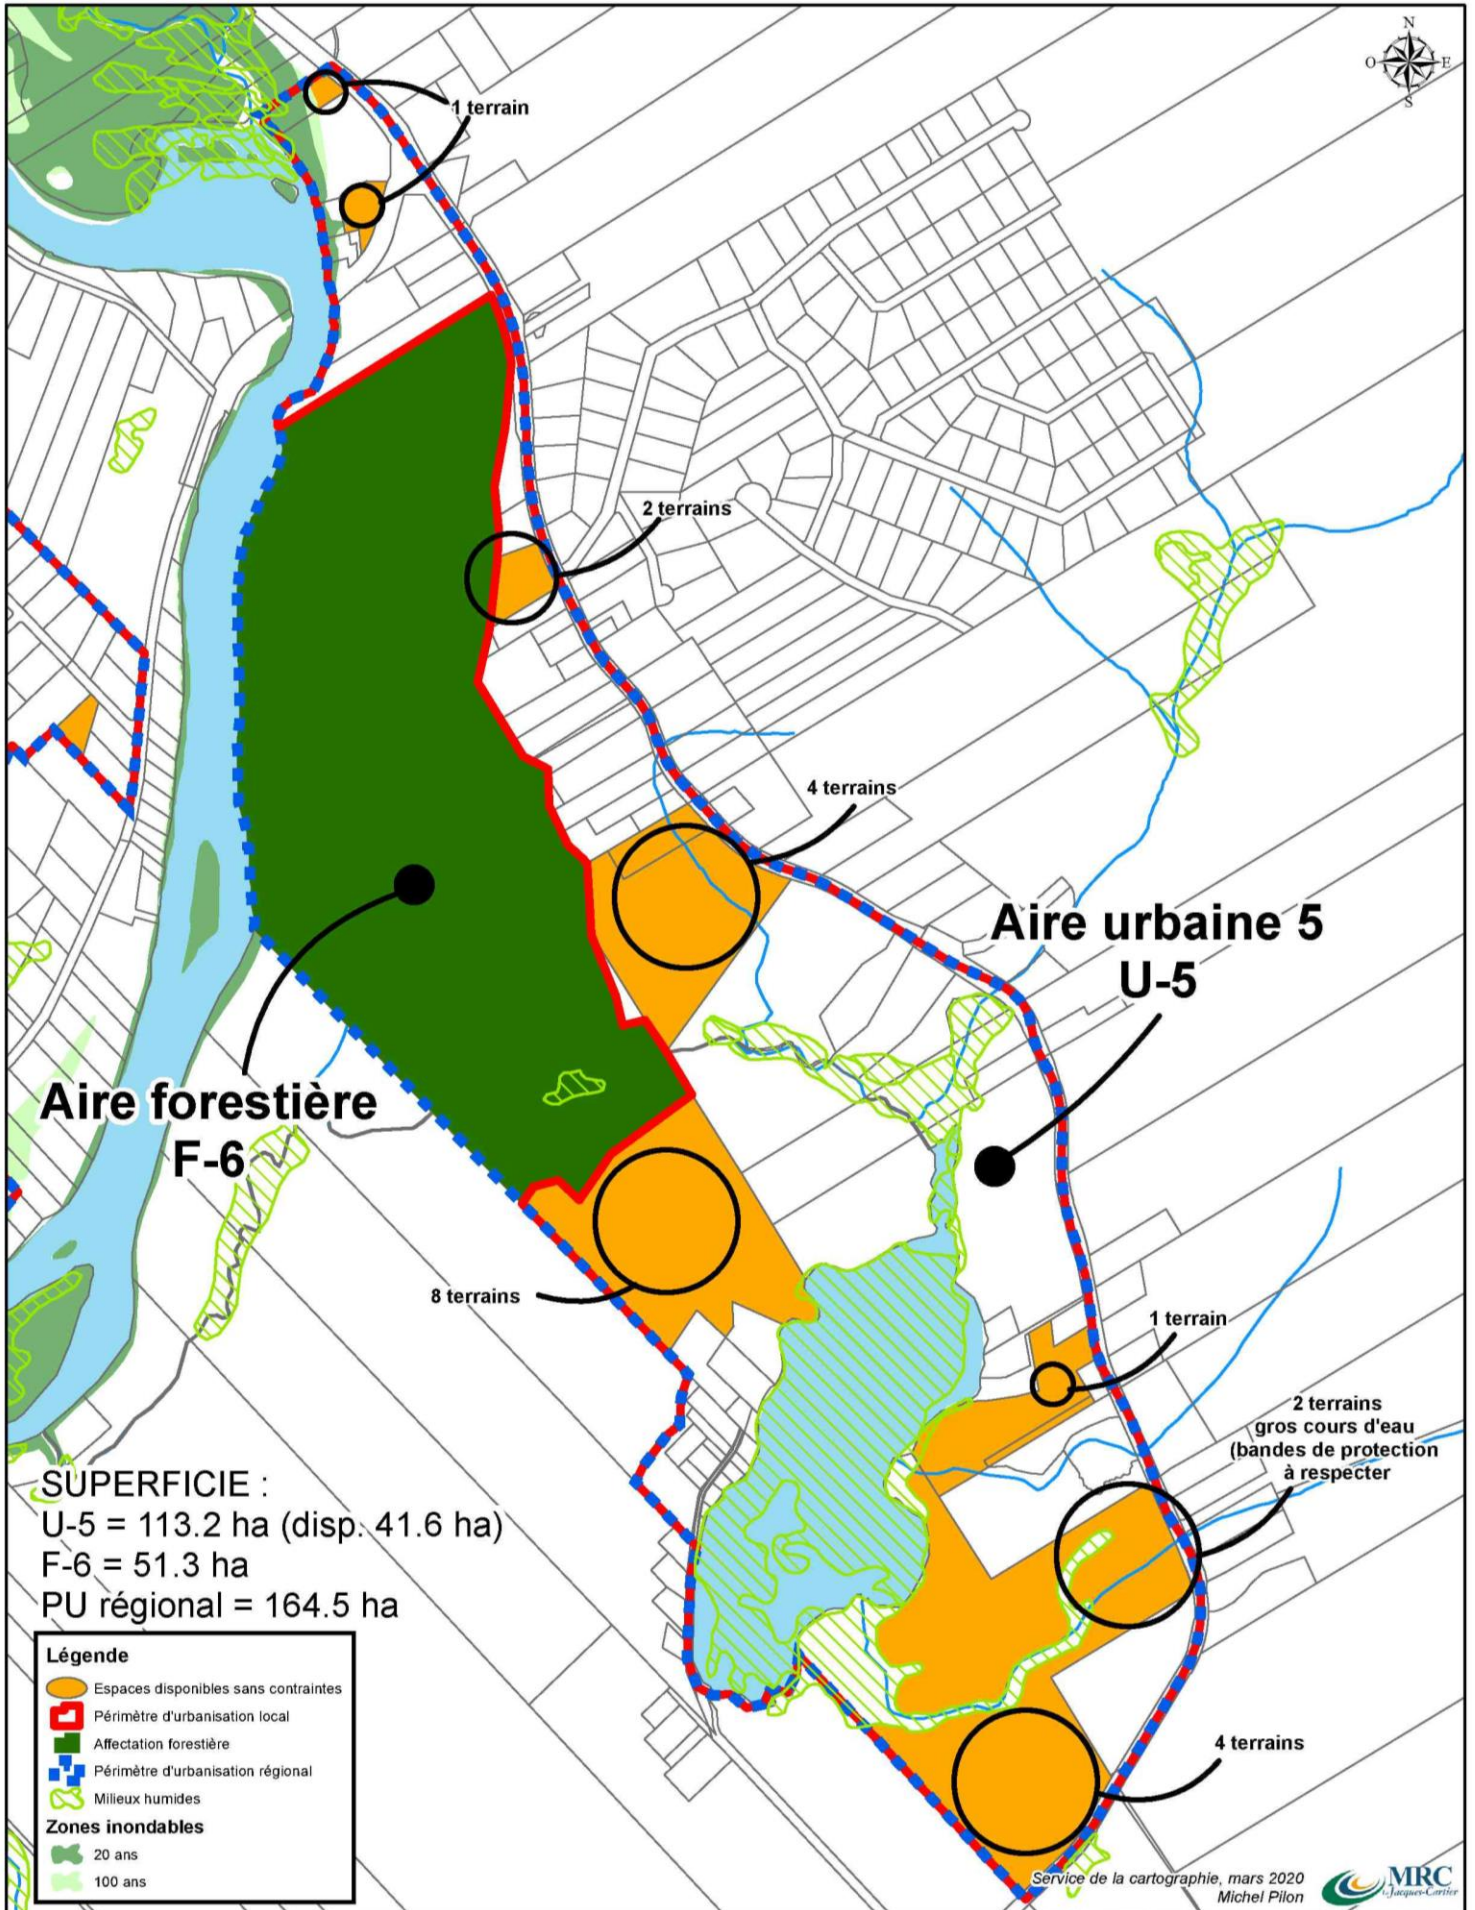 N
O
E
S
1 terrain
2 terrains
4 terrains
Aire urbaine 5
U-5
Aire forestière
F-6
8 terrains
1 terrain
2 terrains
gros cours d'eau
(bandes de protection
à respecter
4 terrains
SUPERFICIE :
U-5 = 113.2 ha (disp. 41.6 ha)
F-6 = 51.3 ha
PU régional = 164.5 ha
Légende
Espaces disponibles sans contraintes
Périmètre d'urbanisation local
Affectation forestière
Périmètre d'urbanisation régional
Milieux humides
Zones inondables
20 ans
100 ans
Service de la cartographie, mars 2020
Michel Pilon
MRC
La Jacques-Cartier